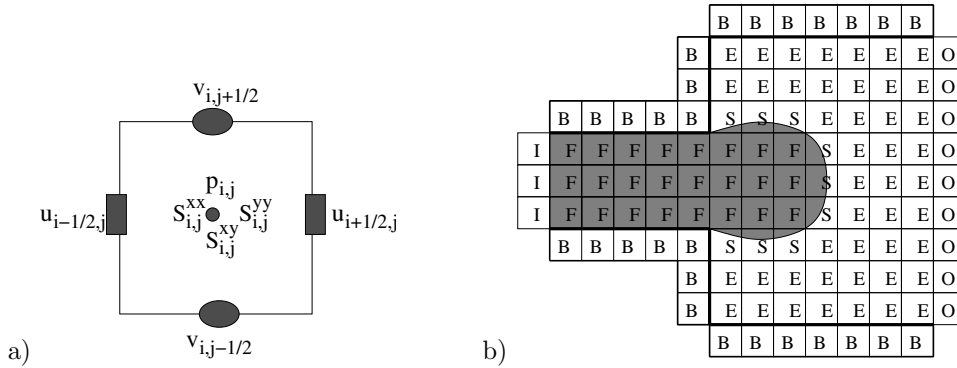 v_{i,j+1/2}
p_{i,j}
u_{i−1/2,j} S^{xx}_{i,j} S^{yy}_{i,j} u_{i+1/2,j}
S^{xy}_{i,j}
v_{i,j−1/2}
a)
B B B B B B B
B E E E E E E E O
B E E E E E E E O
B B B B B S S S E E E E O
I F F F F F F F F S E E E O
I F F F F F F F F S E E E O
I F F F F F F F F S E E E O
B B B B B S S S E E E E O
B E E E E E E E O
B E E E E E E E O
B B B B B B B
b)